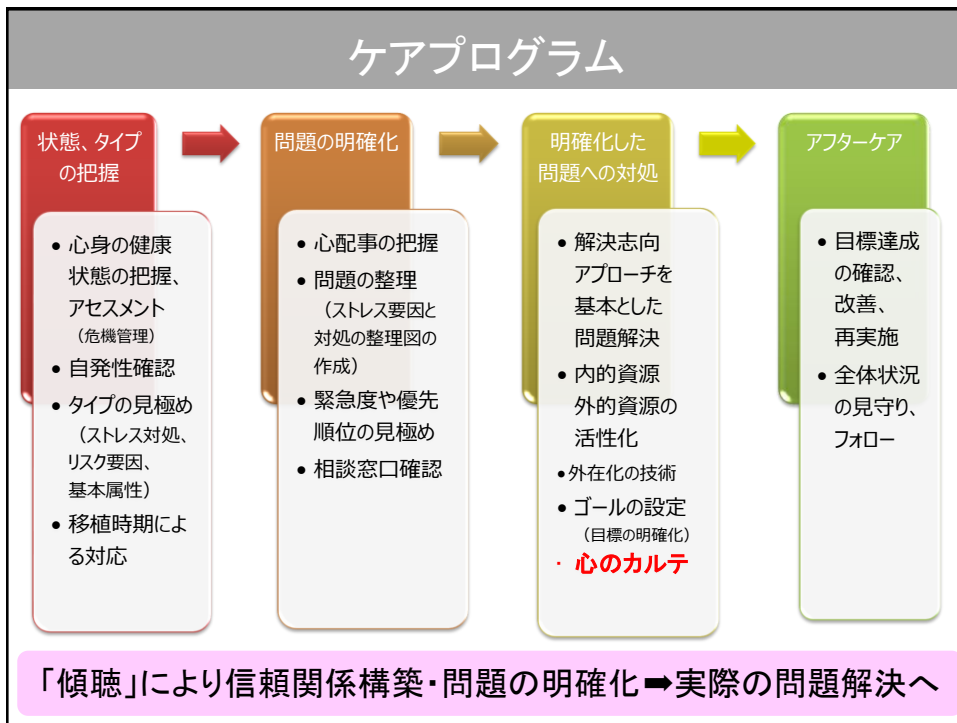 ケアプログラム
状態、タイプ
の把握
• 心身の健康
状態の把握、
アセスメント
(危機管理)
• 自発性確認
• タイプの見極め
(ストレス対処、
リスク要因、
基本属性)
• 移植時期によ
る対応
問題の明確化
• 心配事の把握
• 問題の整理
(ストレス要因と
対処の整理図の
作成)
• 緊急度や優先
順位の見極め
• 相談窓口確認
明確化した
問題への対処
• 解決志向
アプローチを
基本とした
問題解決
• 内的資源
外的資源の
活性化
• 外在化の技術
• ゴールの設定
(目標の明確化)
・ 心のカルテ
アフターケア
• 目標達成
の確認、
改善、
再実施
• 全体状況
の見守り、
フォロー
「傾聴」により信頼関係構築・問題の明確化➡実際の問題解決へ